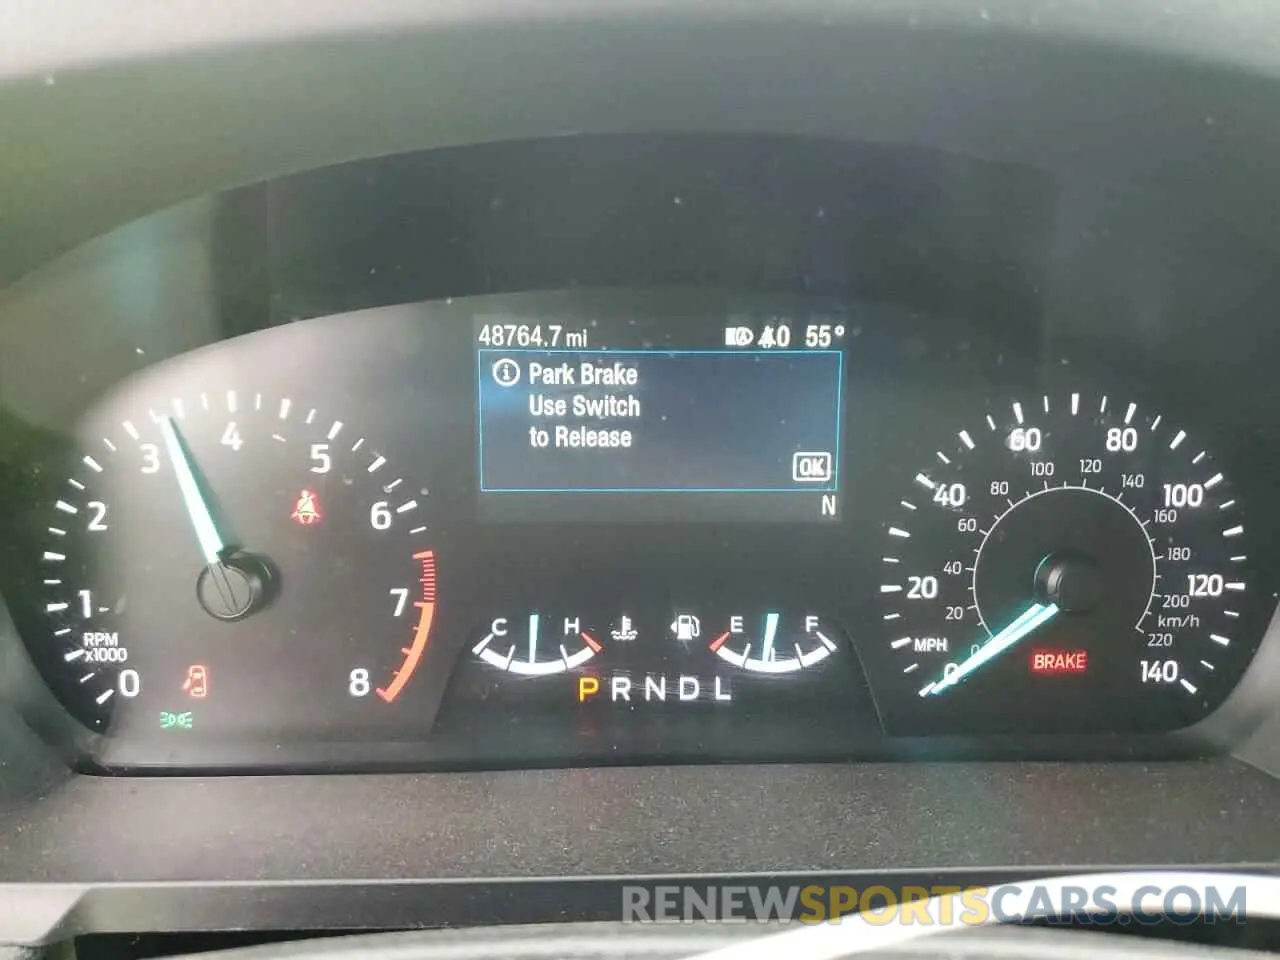 48764.7 mi 0 55°
Park Brake
Use Switch
to Release
OK
N
0 1 2 3 4 5 6 7 8
RPM
x1000
C H
E F
P R N D L
0 20 40 60 80 100 120 140
MPH
0 20 40 60 80 100 120 140 160 180 200 220
km/h
BRAKE
RENEWSPORTSCARS.COM